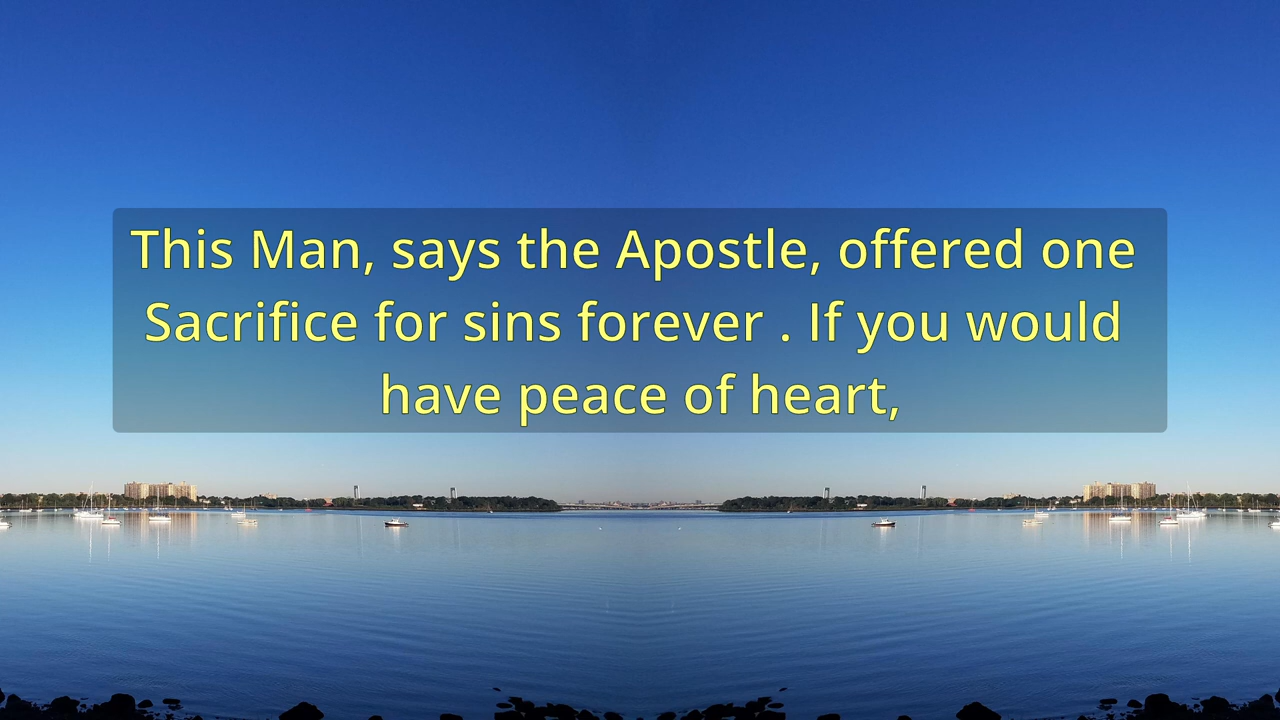 This Man, says the Apostle, offered one
Sacrifice for sins forever . If you would
have peace of heart,